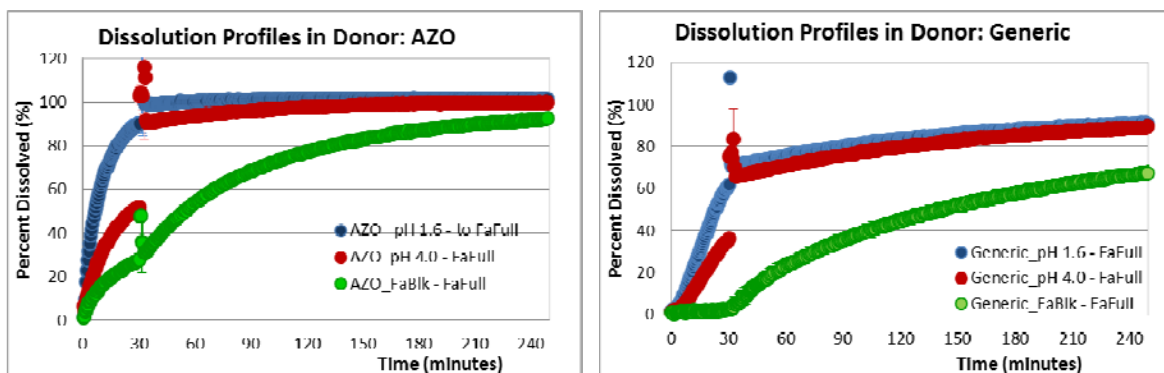 Dissolution Profiles in Donor: AZO
Percent Dissolved (%)
120
100
80
60
40
20
0
AZO_pH 1.6 - to FaFull
AZO_pH 4.0 - FaFull
AZO_FaBlk - FaFull
0 30 60 90 120 150 180 210 240
Time (minutes)
Dissolution Profiles in Donor: Generic
Percent Dissolved (%)
120
100
80
60
40
20
0
Generic_pH 1.6 - FaFull
Generic_pH 4.0 - FaFull
Generic_FaBlk - FaFull
0 30 60 90 120 150 180 210 240
Time (minutes)